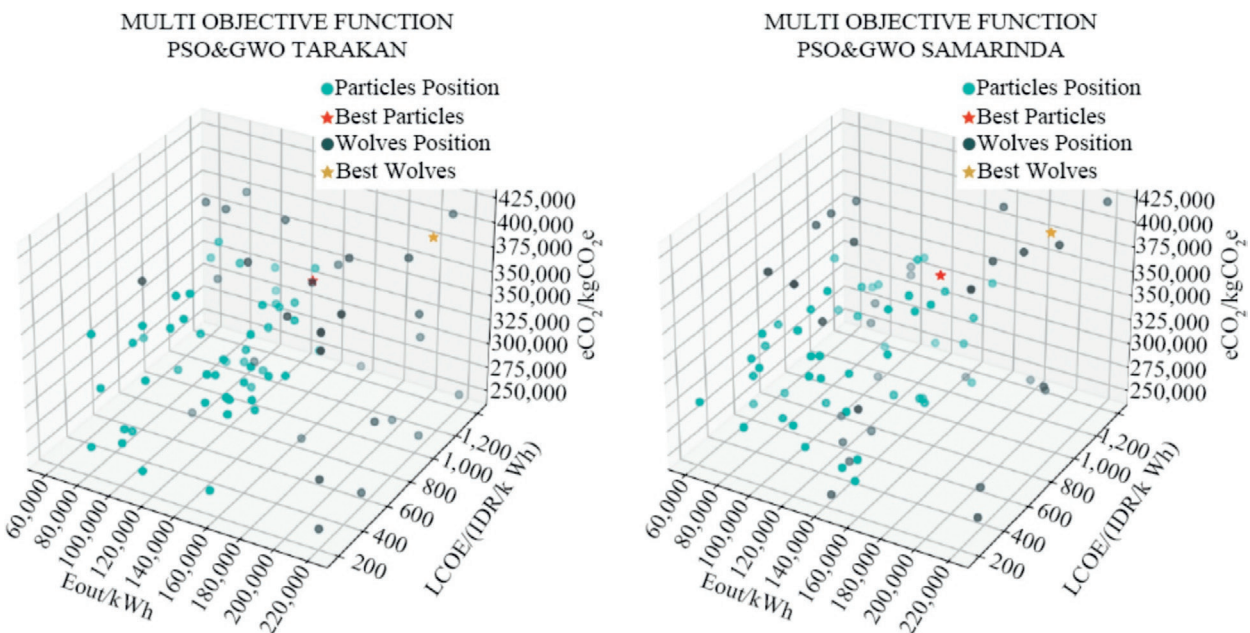 MULTI OBJECTIVE FUNCTION
PSO&GWO TARAKAN
Particles Position
Best Particles
Wolves Position
Best Wolves
425,000
400,000
375,000
350,000
325,000
300,000
275,000
250,000
eCO₂/kgCO₂e
1,200
1,000
800
600
400
200
LCOE/(IDR/k Wh)
60,000
80,000
100,000
120,000
140,000
160,000
180,000
200,000
220,000
Eout/kWh
MULTI OBJECTIVE FUNCTION
PSO&GWO SAMARINDA
Particles Position
Best Particles
Wolves Position
Best Wolves
425,000
400,000
375,000
350,000
325,000
300,000
275,000
250,000
eCO₂/kgCO₂e
1,200
1,000
800
600
400
200
LCOE/(IDR/k Wh)
60,000
80,000
100,000
120,000
140,000
160,000
180,000
200,000
220,000
Eout/kWh